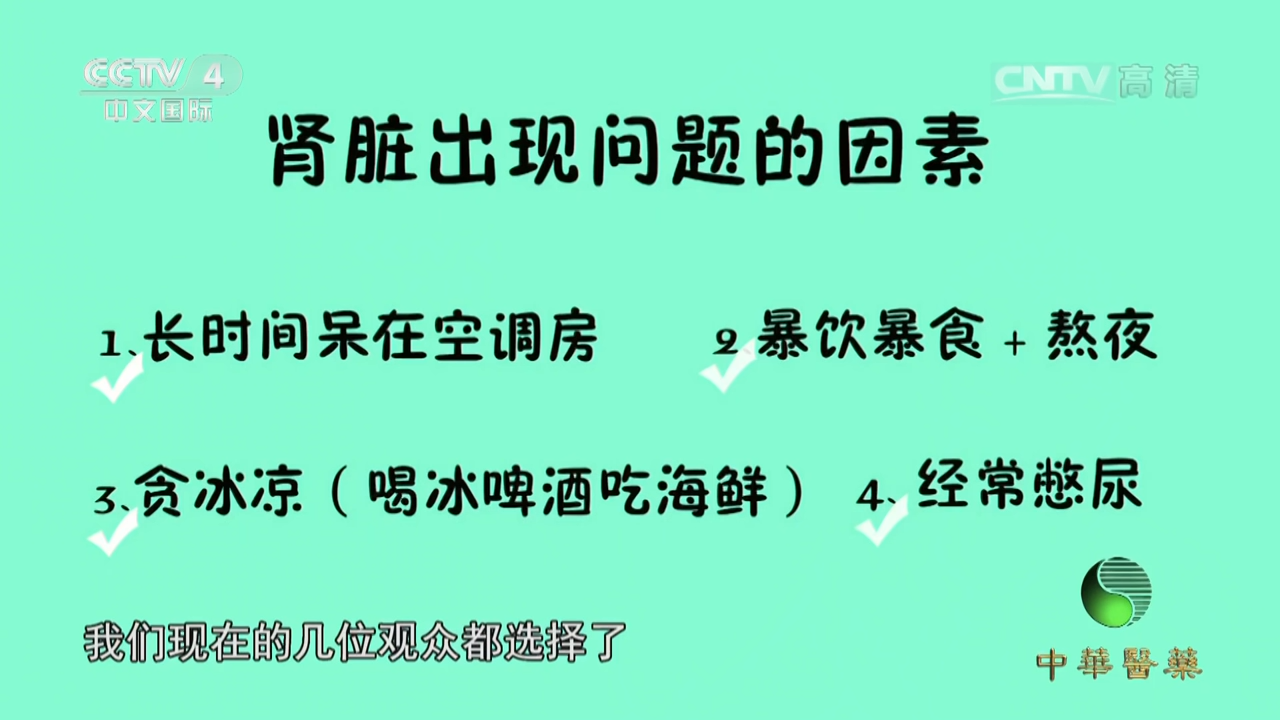 CCTV 4
中文国际
CNTV高清
肾脏出现问题的因素
1、长时间呆在空调房
2、暴饮暴食 + 熬夜
3、贪冰凉（喝冰啤酒吃海鲜）
4、经常憋尿
我们现在的几位观众都选择了
中華醫藥